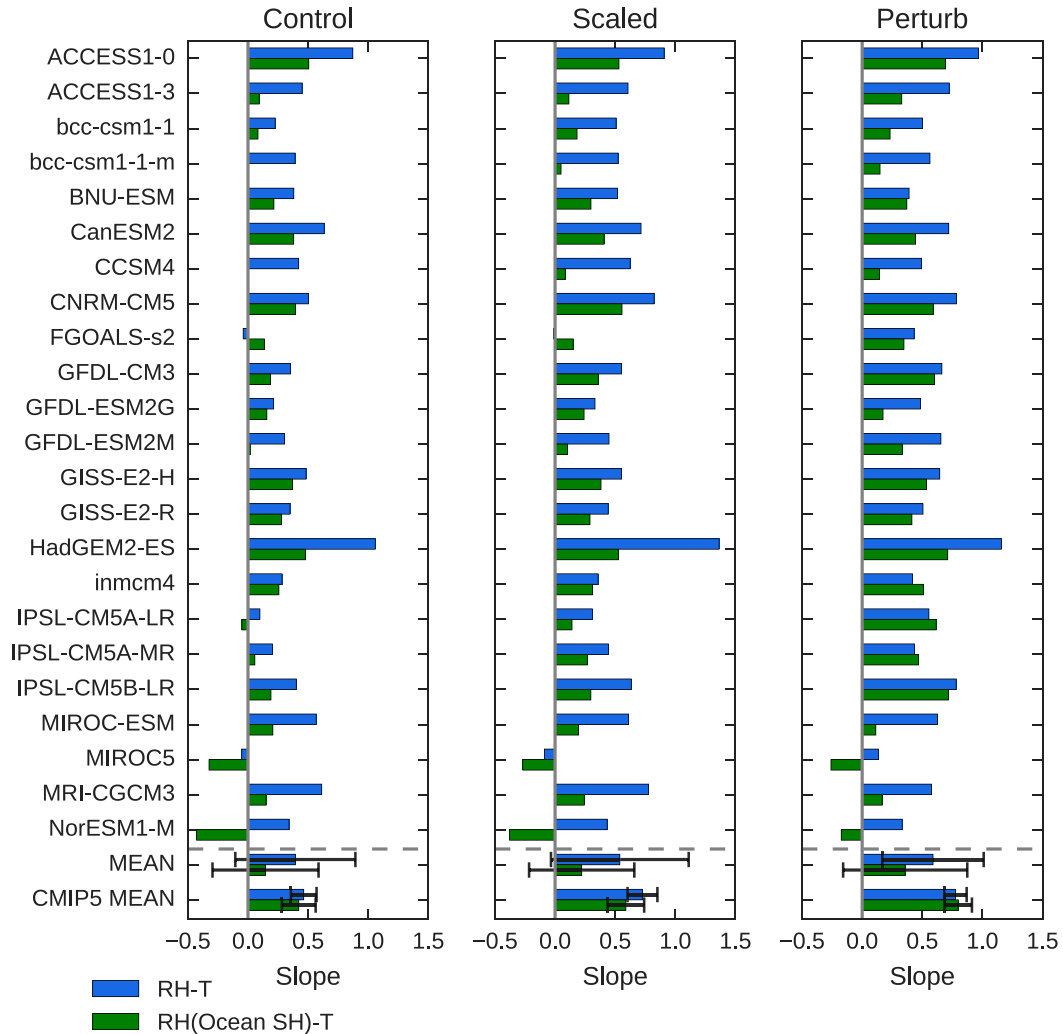 Control Scaled Perturb
ACCESS1-0
ACCESS1-3
bcc-csm1-1
bcc-csm1-1-m
BNU-ESM
CanESM2
CCSM4
CNRM-CM5
FGOALS-s2
GFDL-CM3
GFDL-ESM2G
GFDL-ESM2M
GISS-E2-H
GISS-E2-R
HadGEM2-ES
inmcm4
IPSL-CM5A-LR
IPSL-CM5A-MR
IPSL-CM5B-LR
MIROC-ESM
MIROC5
MRI-CGCM3
NorESM1-M
MEAN
CMIP5 MEAN
−0.5 0.0 0.5 1.0 1.5 −0.5 0.0 0.5 1.0 1.5 −0.5 0.0 0.5 1.0 1.5
Slope Slope Slope
RH-T
RH(Ocean SH)-T